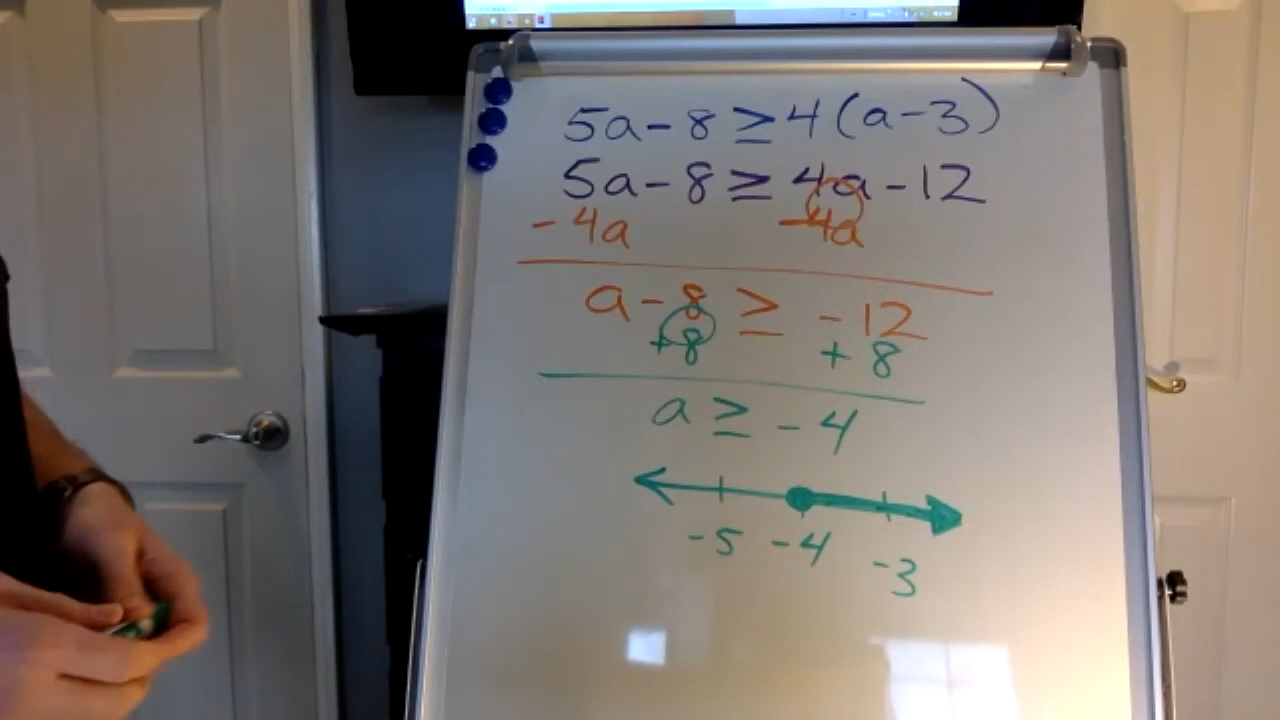 5a-8≥4(a-3)
5a-8≥4a-12
-4a -4a
a-8 ≥ -12
+8 +8
a ≥ -4
-5 -4 -3